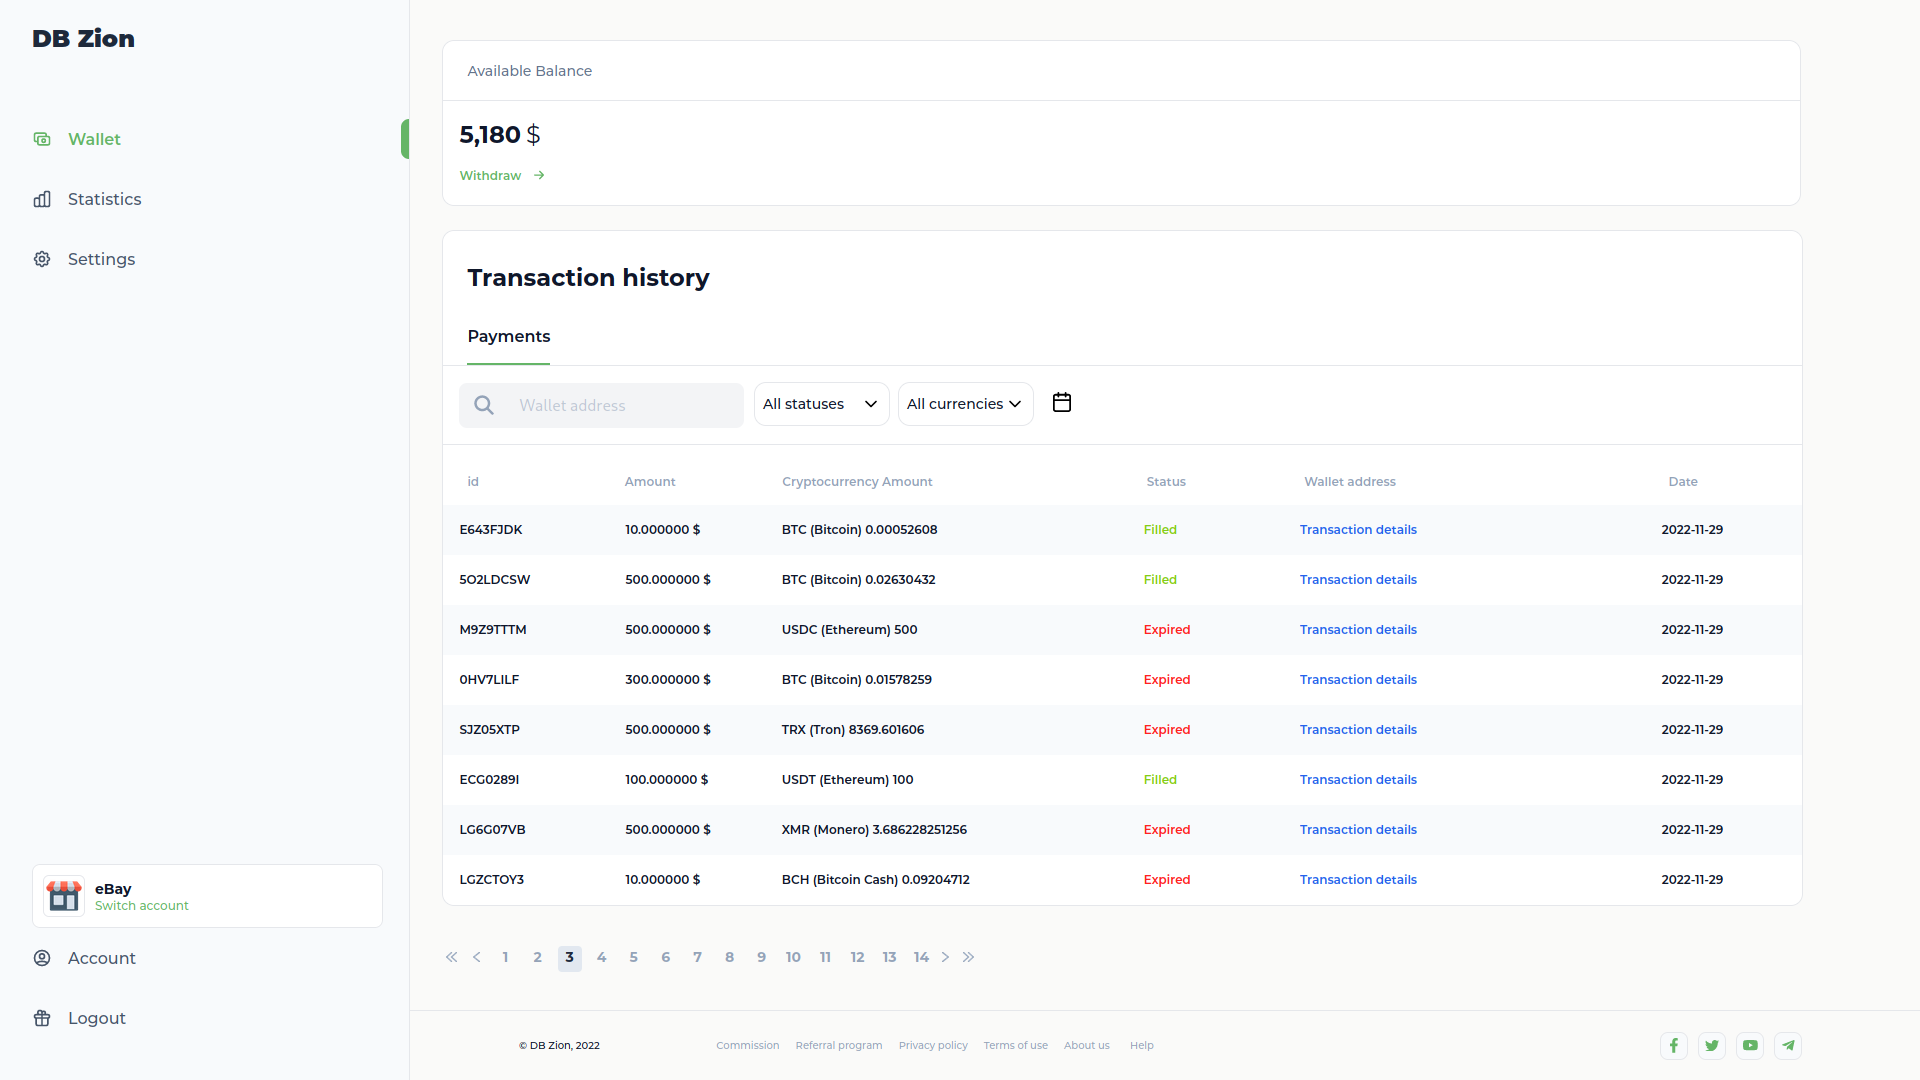 DB Zion
Wallet
Statistics
Settings
eBay
Switch account
Account
Logout
Available Balance
5,180 $
Withdraw
Transaction history
Payments
Wallet address All statuses All currencies
id Amount Cryptocurrency Amount Status Wallet address Date
E643FJDK 10.000000 $ BTC (Bitcoin) 0.00052608 Filled Transaction details 2022-11-29
5O2LDCSW 500.000000 $ BTC (Bitcoin) 0.02630432 Filled Transaction details 2022-11-29
M9Z9TTTM 500.000000 $ USDC (Ethereum) 500 Expired Transaction details 2022-11-29
0HV7LILF 300.000000 $ BTC (Bitcoin) 0.01578259 Expired Transaction details 2022-11-29
SJZ05XTP 500.000000 $ TRX (Tron) 8369.601606 Expired Transaction details 2022-11-29
ECG0289I 100.000000 $ USDT (Ethereum) 100 Filled Transaction details 2022-11-29
LG6G07VB 500.000000 $ XMR (Monero) 3.686228251256 Expired Transaction details 2022-11-29
LGZCTOY3 10.000000 $ BCH (Bitcoin Cash) 0.09204712 Expired Transaction details 2022-11-29
1 2 3 4 5 6 7 8 9 10 11 12 13 14
© DB Zion, 2022 Commission Referral program Privacy policy Terms of use About us Help